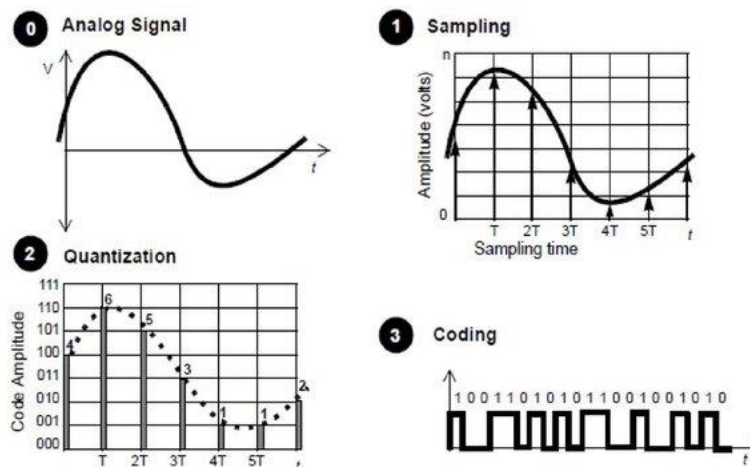 0 Analog Signal
V
t
1 Sampling
n
Amplitude (volts)
0
T 2T 3T 4T 5T t
Sampling time
2 Quantization
Code Amplitude
111
110
101
100
011
010
001
000
4 6 5 3 1 1 2
T 2T 3T 4T 5T t
3 Coding
1 0 0 1 1 0 1 0 1 0 1 1 0 0 1 0 0 1 0 1 0
t